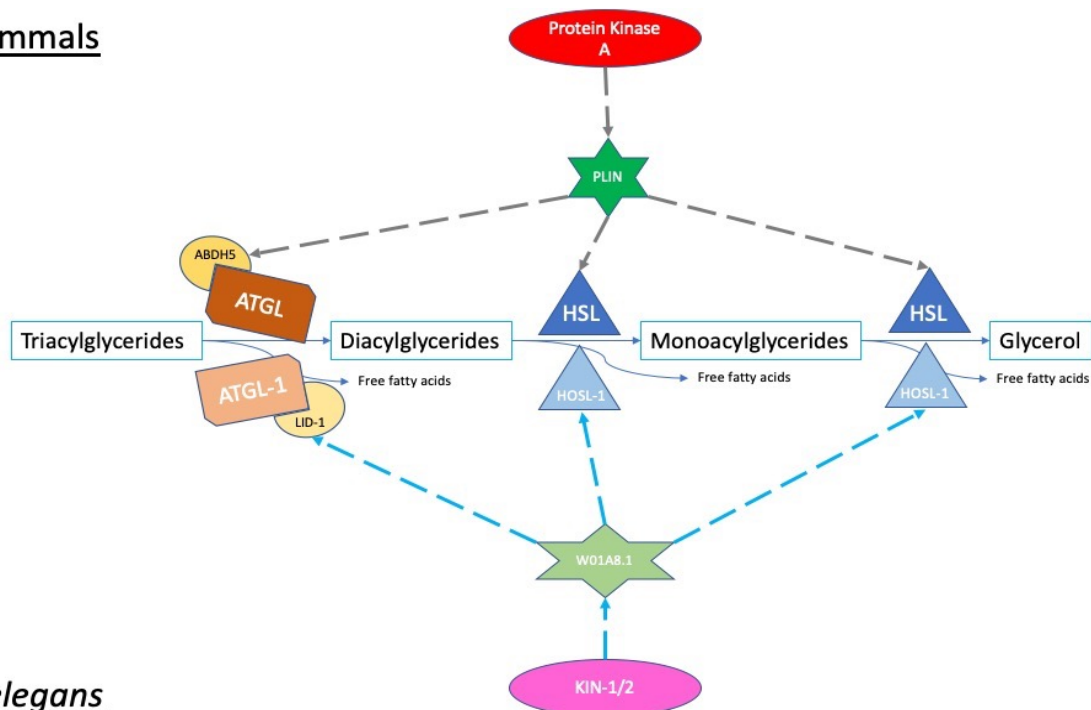 mmals
Protein Kinase
A
PLIN
ABDH5
ATGL
HSL
HSL
Triacylglycerides
Diacylglycerides
Monoacylglycerides
Glycerol
Free fatty acids
Free fatty acids
Free fatty acids
ATGL-1
LID-1
HOSL-1
HOSL-1
W01A8.1
KIN-1/2
elegans